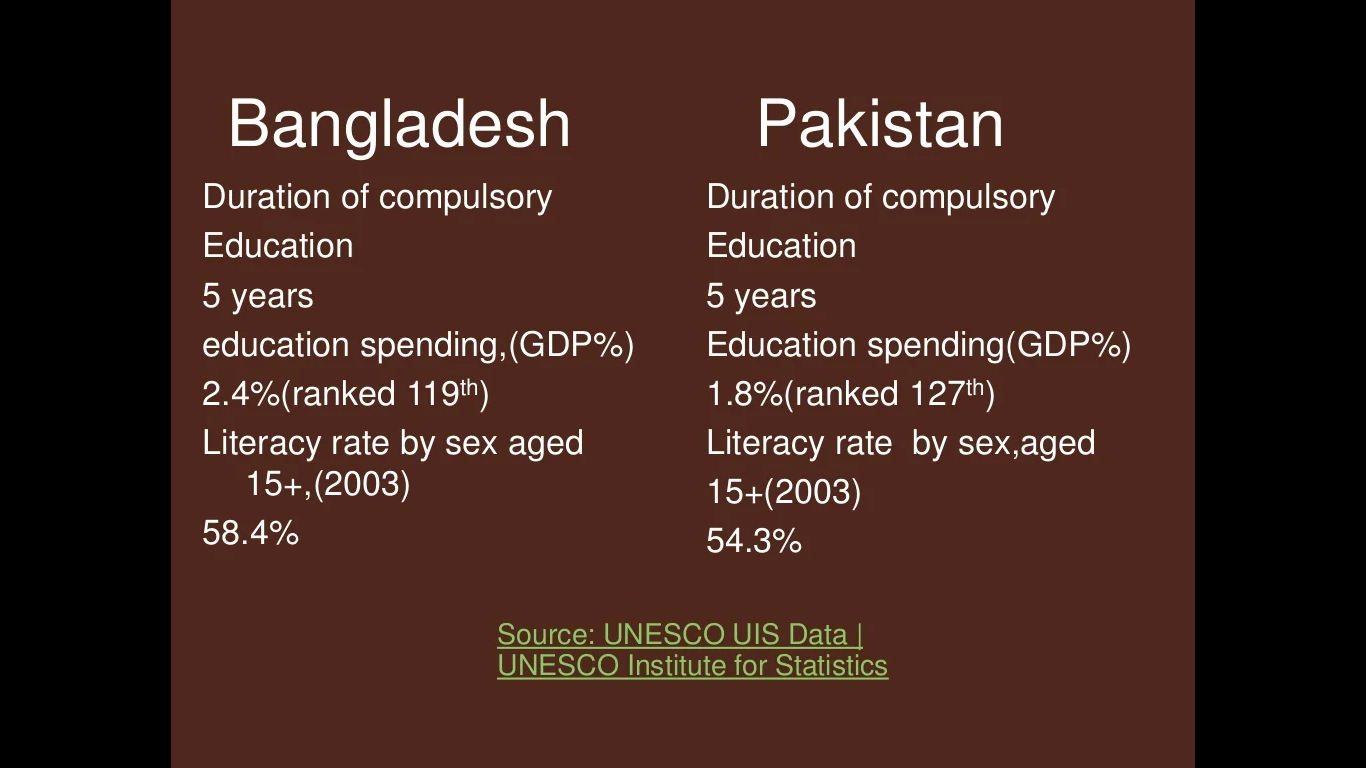 Bangladesh
Duration of compulsory
Education
5 years
education spending,(GDP%)
2.4%(ranked 119th)
Literacy rate by sex aged
15+,(2003)
58.4%
Pakistan
Duration of compulsory
Education
5 years
Education spending(GDP%)
1.8%(ranked 127th)
Literacy rate  by sex,aged
15+(2003)
54.3%
Source: UNESCO UIS Data |
UNESCO Institute for Statistics